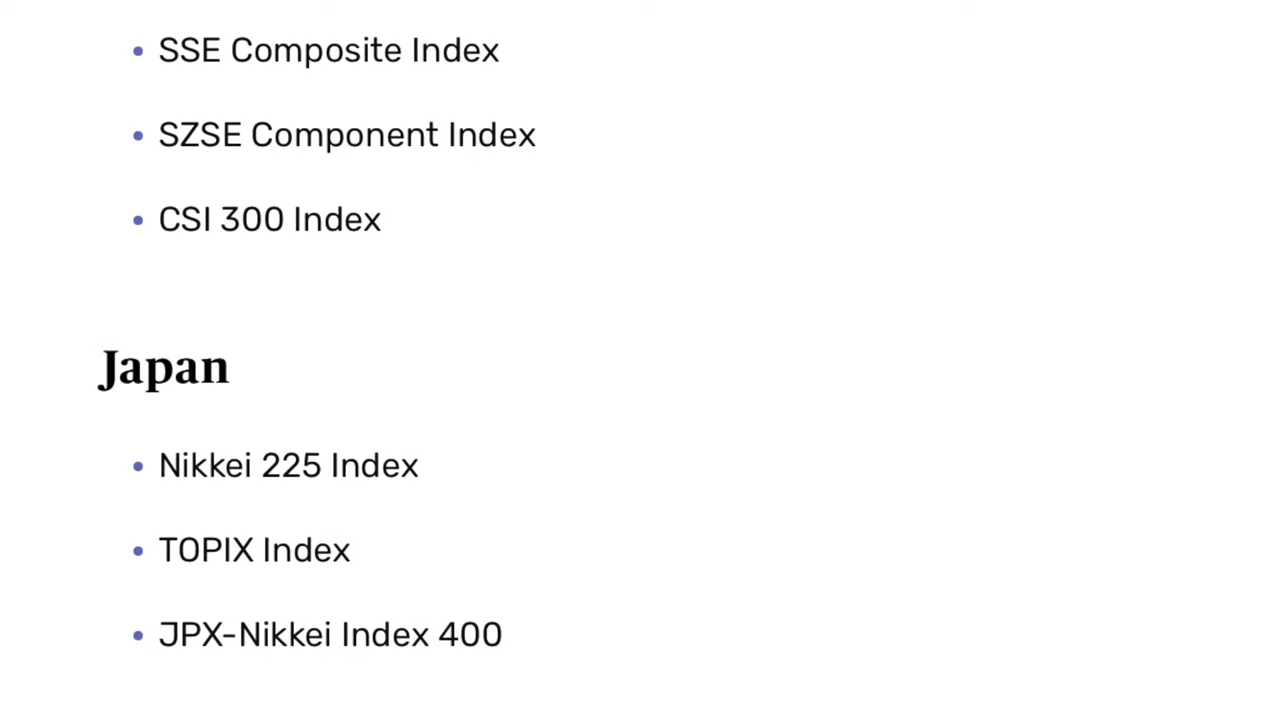 SSE Composite Index
SZSE Component Index
CSI 300 Index
Japan
Nikkei 225 Index
TOPIX Index
JPX-Nikkei Index 400